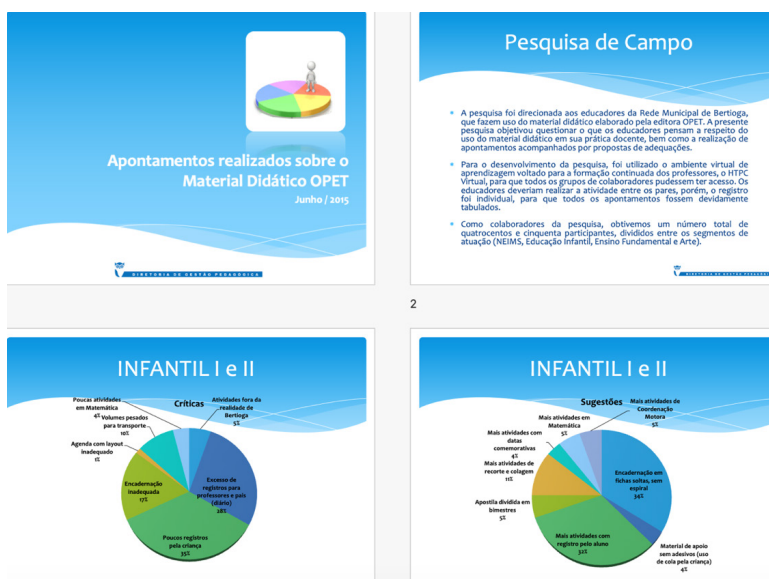 Apontamentos realizados sobre o
Material Didático OPET
Junho / 2015
DIRETORIA DE GESTÃO PEDAGÓGICA
Pesquisa de Campo
A pesquisa foi direcionada aos educadores da Rede Municipal de Bertioga,
que fazem uso do material didático elaborado pela editora OPET. A presente
pesquisa objetivou questionar o que os educadores pensam a respeito do
uso do material didático em sua prática docente, bem como a realização de
apontamentos acompanhados por propostas de adequações.
Para o desenvolvimento da pesquisa, foi utilizado o ambiente virtual de
aprendizagem voltado para a formação continuada dos professores, o HTPC
Virtual, para que todos os grupos de colaboradores pudessem ter acesso. Os
educadores deveriam realizar a atividade entre os pares, porém, o registro
foi individual, para que todos os apontamentos fossem devidamente
tabulados.
Como colaboradores da pesquisa, obtivemos um número total de
quatrocentos e cinquenta participantes, divididos entre os segmentos de
atuação (NEIMS, Educação Infantil, Ensino Fundamental e Arte).
DIRETORIA DE GESTÃO PEDAGÓGICA
2
INFANTIL I e II
Críticas
Poucas atividades
em Matemática
4%
Atividades fora da
realidade de
Bertioga
5%
Volumes pesados
para transporte
10%
Agenda com layout
inadequado
1%
Encadernação
inadequada
17%
Excesso de
registros para
professores e pais
(diário)
28%
Poucos registros
pela criança
35%
INFANTIL I e II
Sugestões
Mais atividades de
Coordenação
Motora
5%
Mais atividades em
Matemática
5%
Mais atividades com
datas
comemorativas
4%
Mais atividades de
recorte e colagem
11%
Apostila dividida em
bimestres
5%
Encadernação em
fichas soltas, sem
espiral
34%
Mais atividades com
registro pelo aluno
32%
Material de apoio
sem adesivos (uso
de cola pela criança)
4%